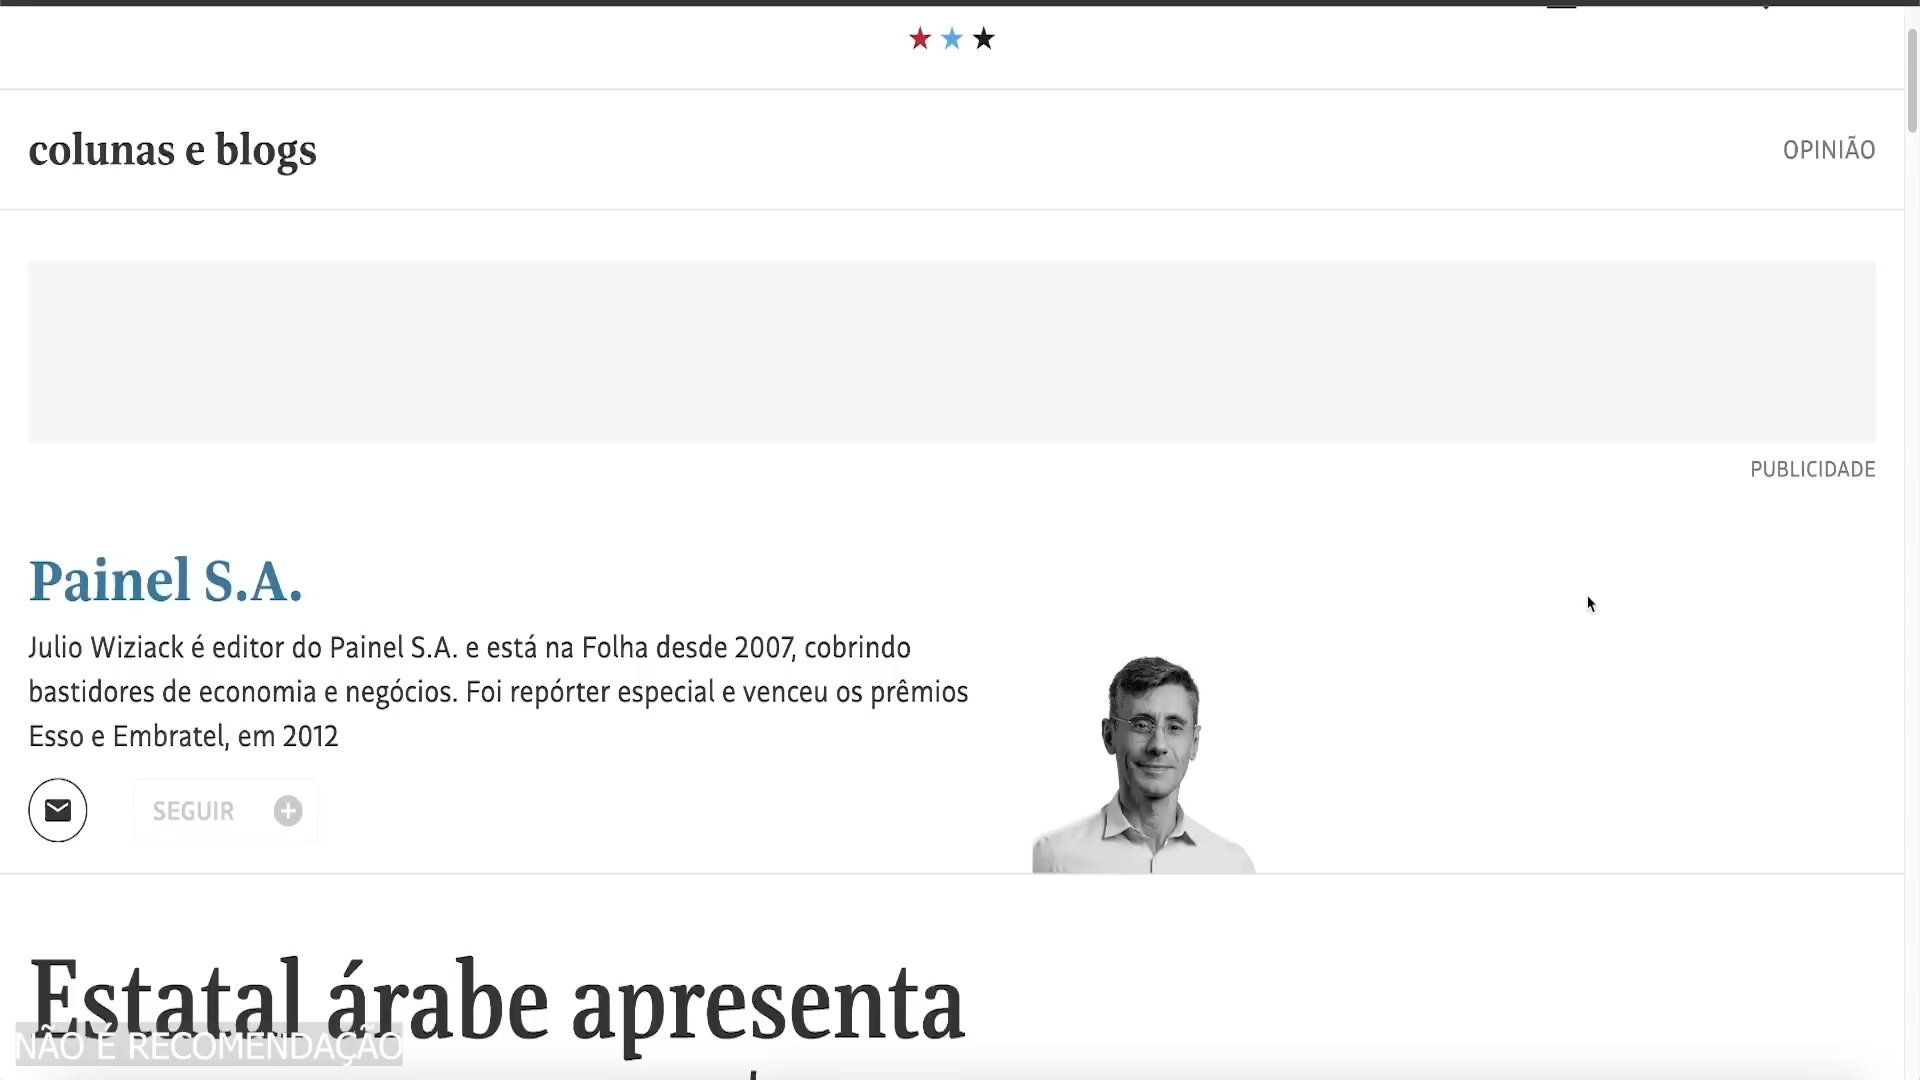 colunas e blogs
OPINIÃO
PUBLICIDADE
Painel S.A.
Julio Wiziack é editor do Painel S.A. e está na Folha desde 2007, cobrindo
bastidores de economia e negócios. Foi repórter especial e venceu os prêmios
Esso e Embratel, em 2012
SEGUIR
Estatal árabe apresenta
NÃO É RECOMENDAÇÃO